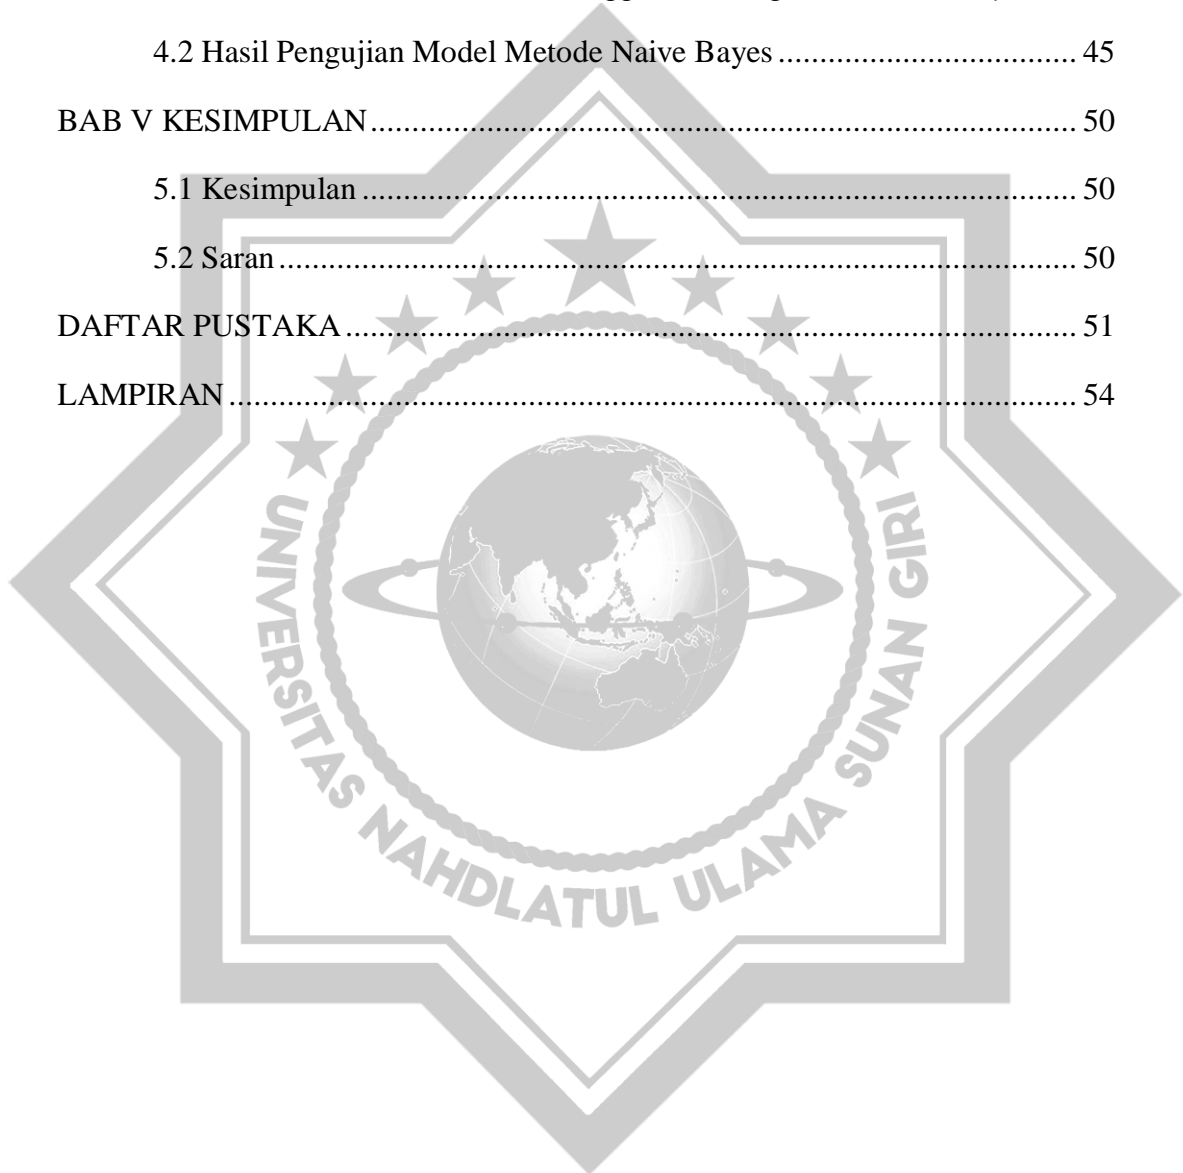 4.2 Hasil Pengujian Model Metode Naive Bayes ..................................... 45
BAB V KESIMPULAN ...................................................................................... 50
5.1 Kesimpulan ....................................................................................... 50
5.2 Saran ................................................................................................. 50
DAFTAR PUSTAKA ......................................................................................... 51
LAMPIRAN ....................................................................................................... 54
UNIVERSITAS NAHDLATUL ULAMA SUNAN GIRI